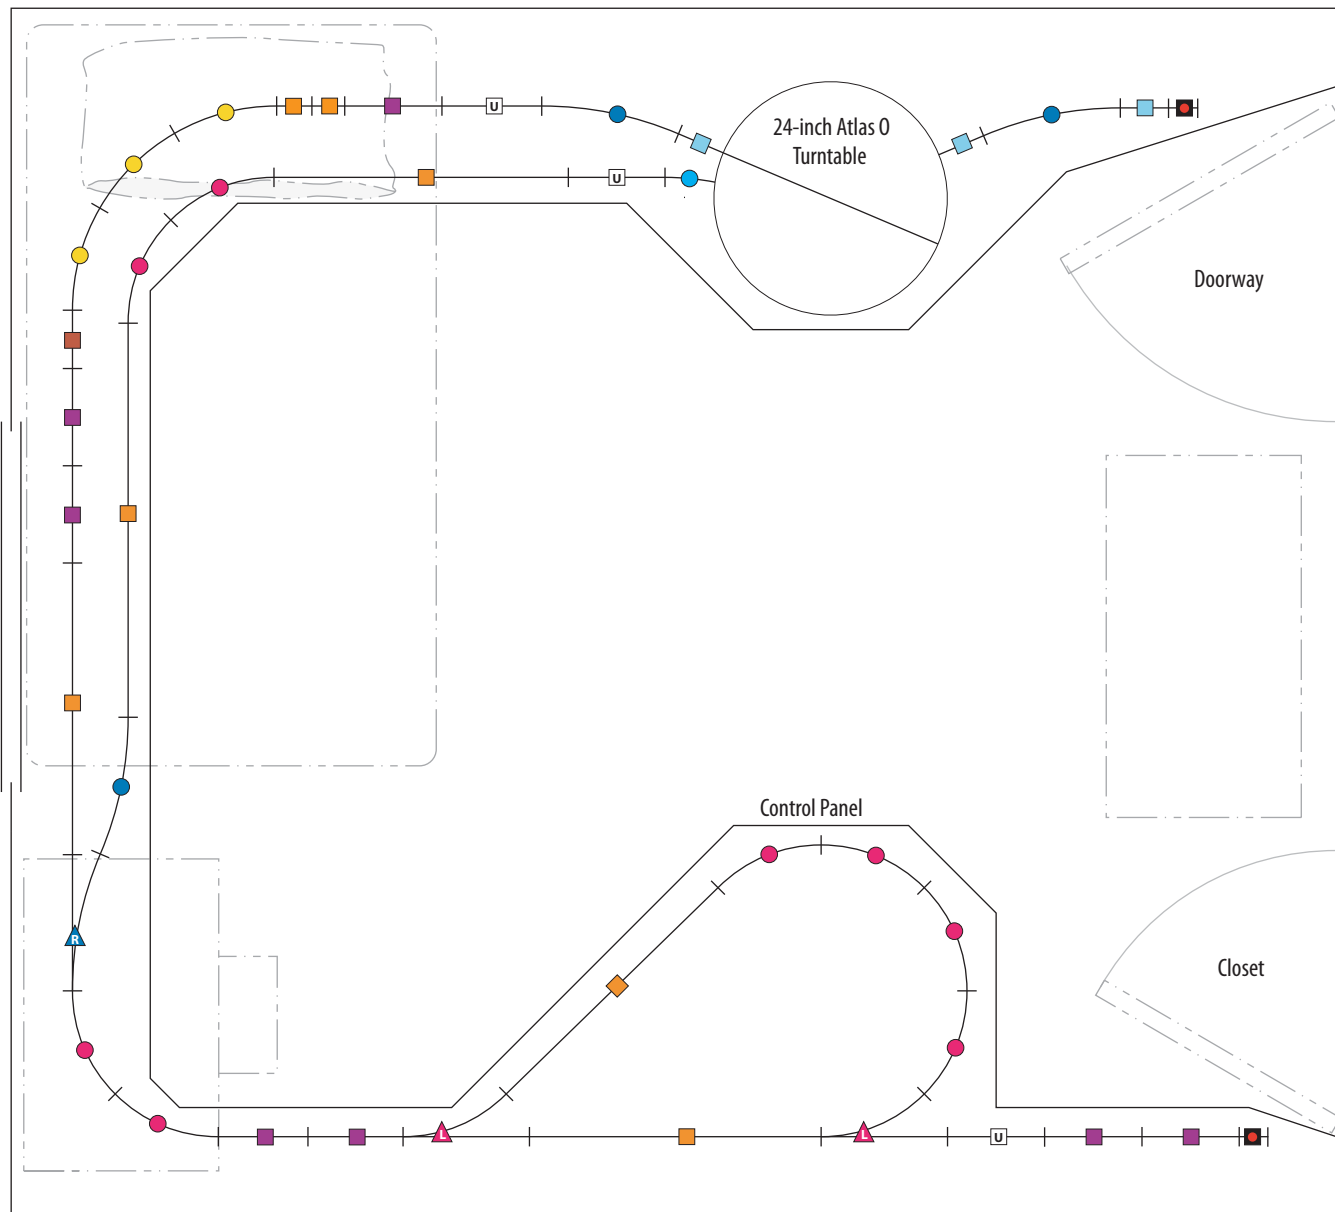 U
24-inch Atlas O
Turntable
U
Doorway
Control Panel
R
Closet
L
L
U